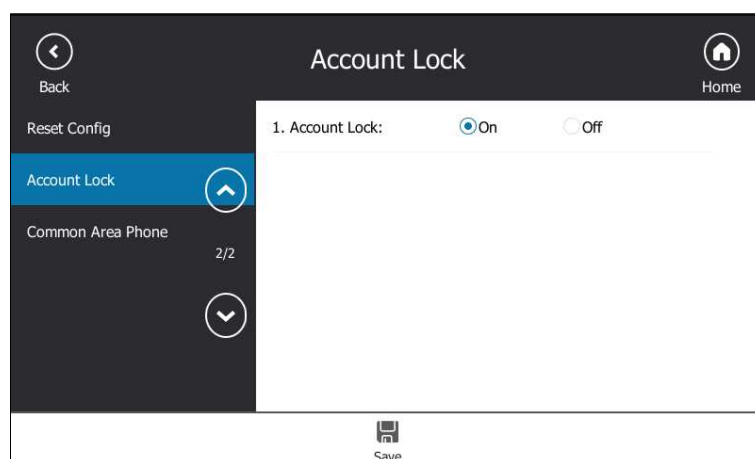 Account Lock
Back
Home
Reset Config
1. Account Lock: On Off
Account Lock
Common Area Phone
2/2
Save